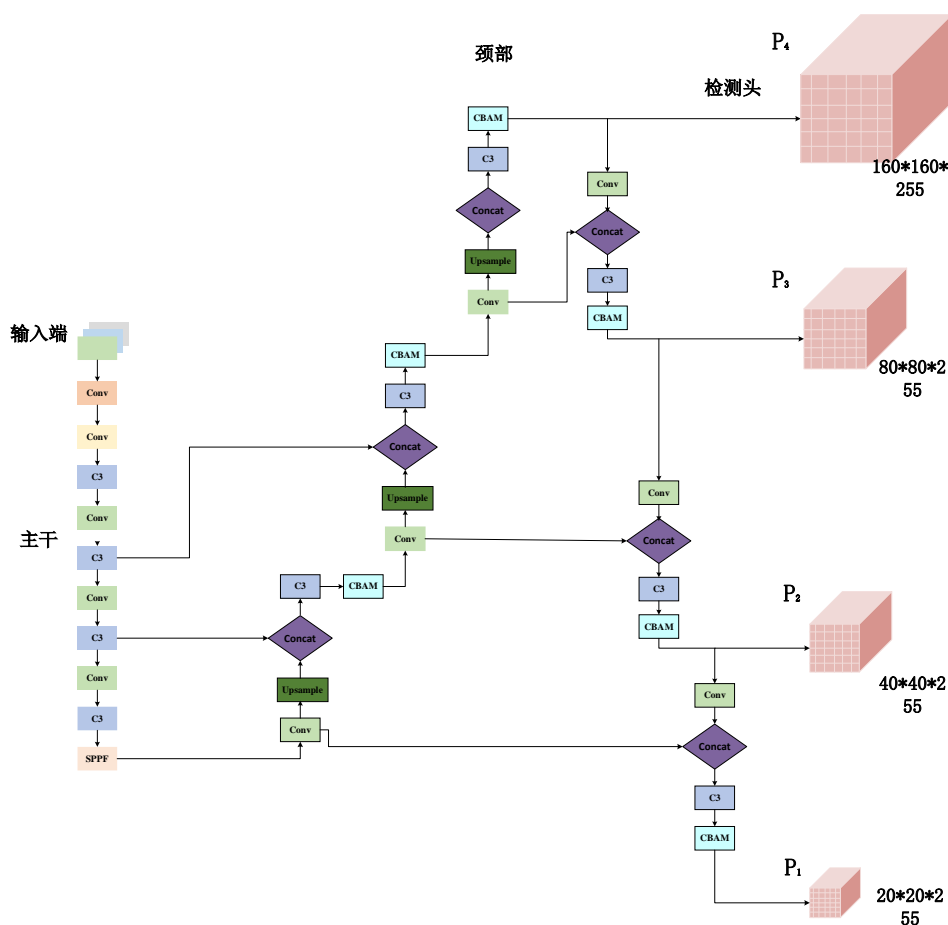 颈部
P₄
检测头
160*160*
255
CBAM
C3
Concat
Upsample
Conv
Conv
Concat
C3
CBAM
P₃
80*80*2
55
输入端
Conv
Conv
C3
Conv
主干
C3
Conv
C3
Conv
C3
SPPF
CBAM
C3
Concat
Upsample
Conv
C3
CBAM
Concat
Upsample
Conv
Conv
Concat
C3
CBAM
P₂
40*40*2
55
Conv
Concat
C3
CBAM
P₁
20*20*2
55